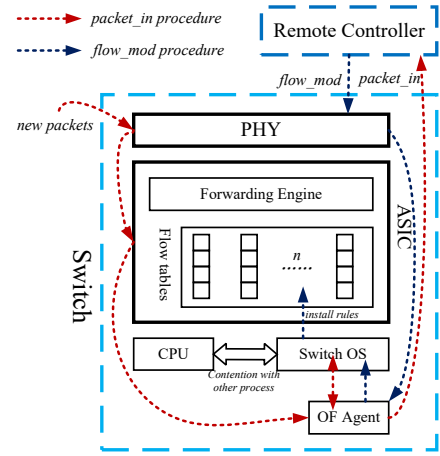 packet_in procedure
flow_mod procedure
Remote Controller
flow_mod
packet_in
new packets
PHY
Forwarding Engine
Flow tables
n
......
ASIC
Switch
install rules
CPU
Switch OS
Contention with
other process
OF Agent